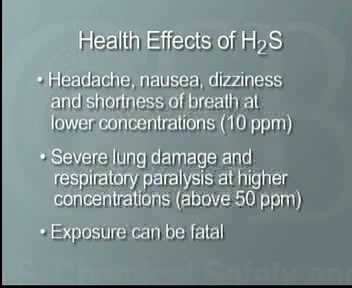 Health Effects of H₂S
• Headache, nausea, dizziness
and shortness of breath at
lower concentrations (10 ppm)
• Severe lung damage and
respiratory paralysis at higher
concentrations (above 50 ppm)
• Exposure can be fatal